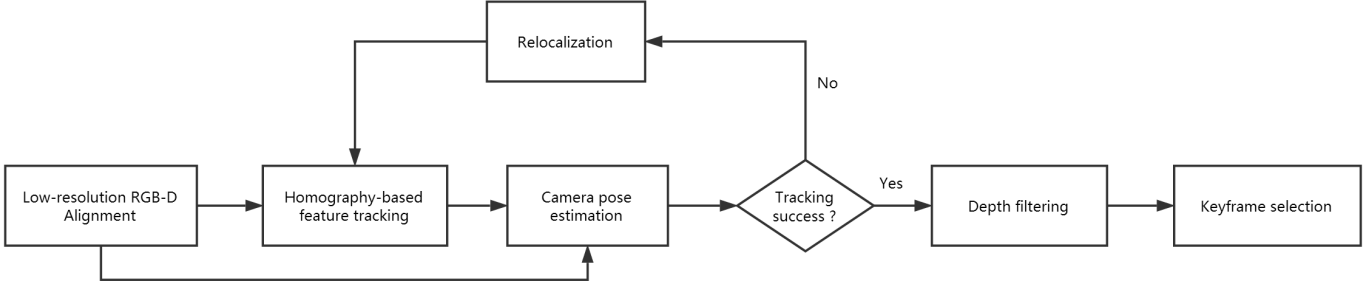 Relocalization
No
Low-resolution RGB-D
Alignment
Homography-based
feature tracking
Camera pose
estimation
Tracking
success ?
Yes
Depth filtering
Keyframe selection